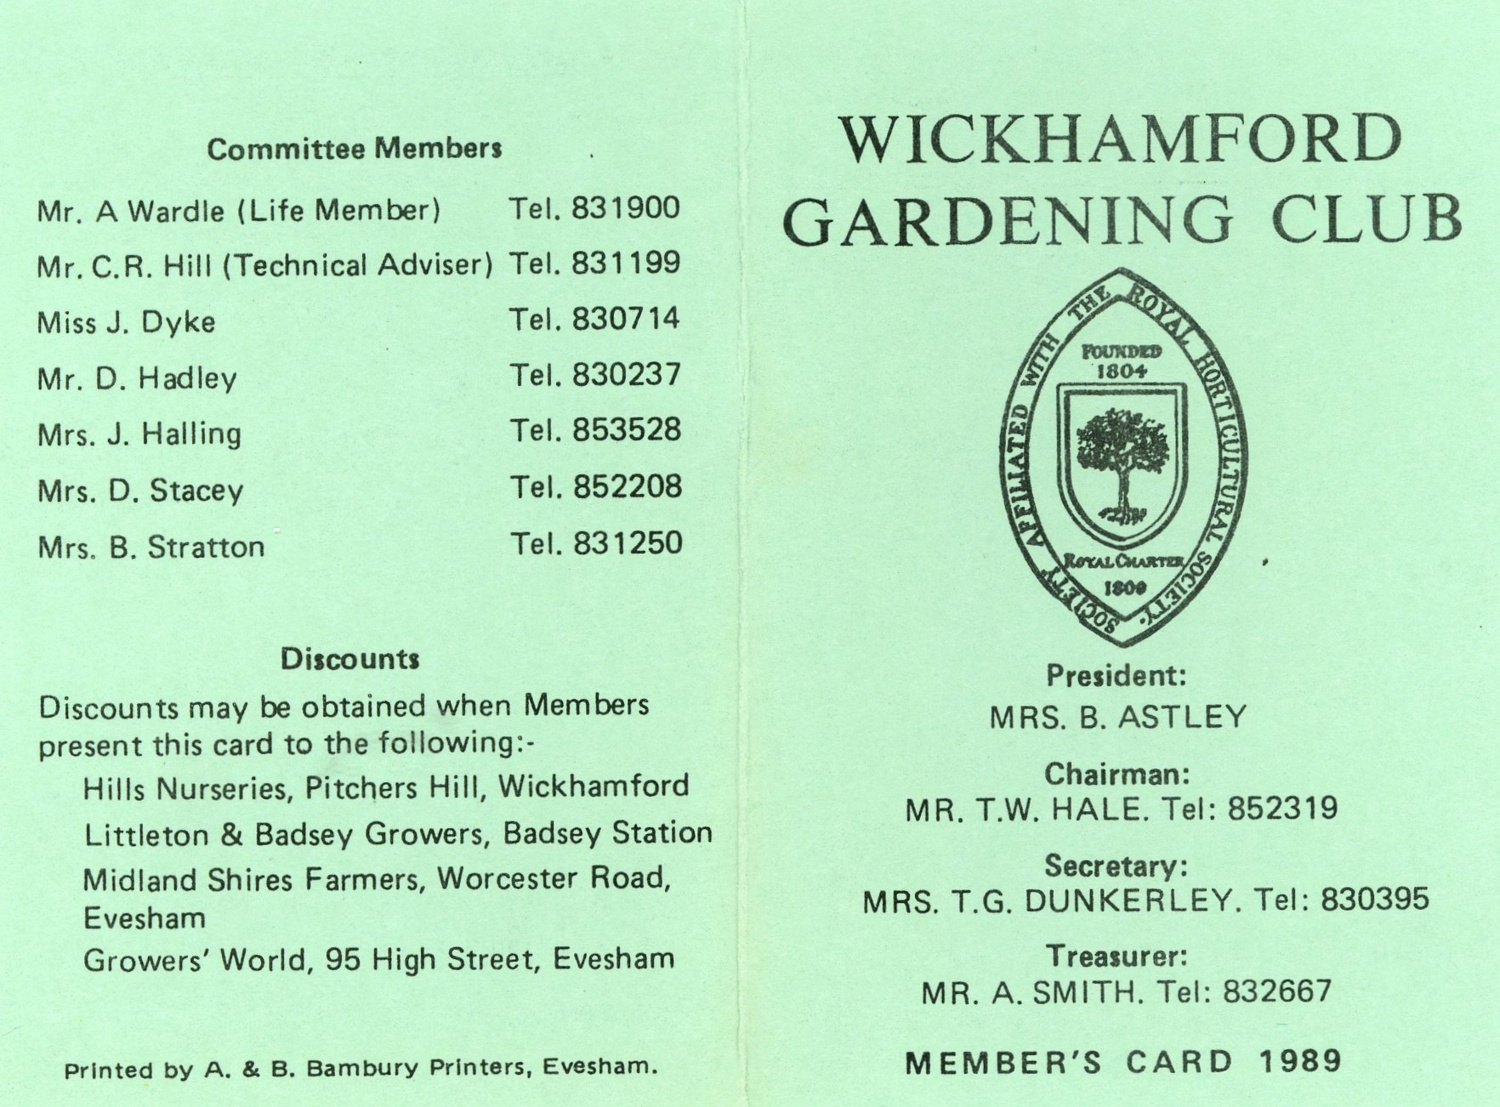 Committee Members
Mr. A Wardle (Life Member) Tel. 831900
Mr. C.R. Hill (Technical Adviser) Tel. 831199
Miss J. Dyke Tel. 830714
Mr. D. Hadley Tel. 830237
Mrs. J. Halling Tel. 853528
Mrs. D. Stacey Tel. 852208
Mrs. B. Stratton Tel. 831250
Discounts
Discounts may be obtained when Members
present this card to the following:-
Hills Nurseries, Pitchers Hill, Wickhamford
Littleton & Badsey Growers, Badsey Station
Midland Shires Farmers, Worcester Road,
Evesham
Growers' World, 95 High Street, Evesham
Printed by A. & B. Bambury Printers, Evesham.
WICKHAMFORD
GARDENING CLUB
SOCIETY AFFILIATED WITH THE ROYAL HORTICULTURAL SOCIETY.
FOUNDED
1804
ROYAL CHARTER
1809
President:
MRS. B. ASTLEY
Chairman:
MR. T.W. HALE. Tel: 852319
Secretary:
MRS. T.G. DUNKERLEY. Tel: 830395
Treasurer:
MR. A. SMITH. Tel: 832667
MEMBER'S CARD 1989